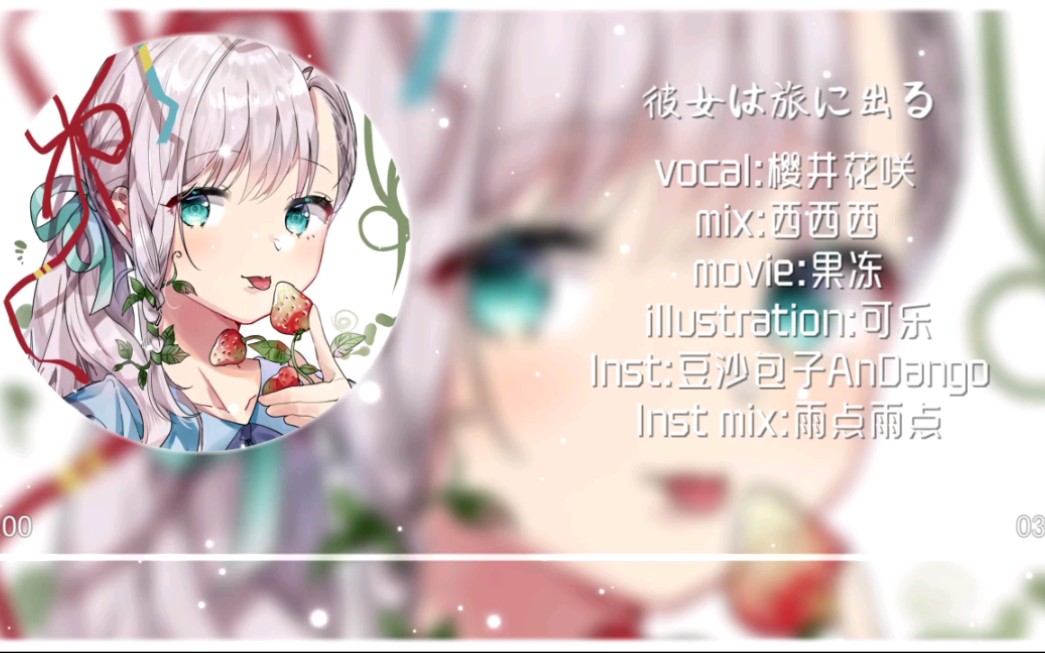 彼女は旅に出る
vocal:樱井花咲
mix:西西西
movie:果冻
illustration:可乐
Inst:豆沙包子AnDango
Inst mix:雨点雨点
00
03